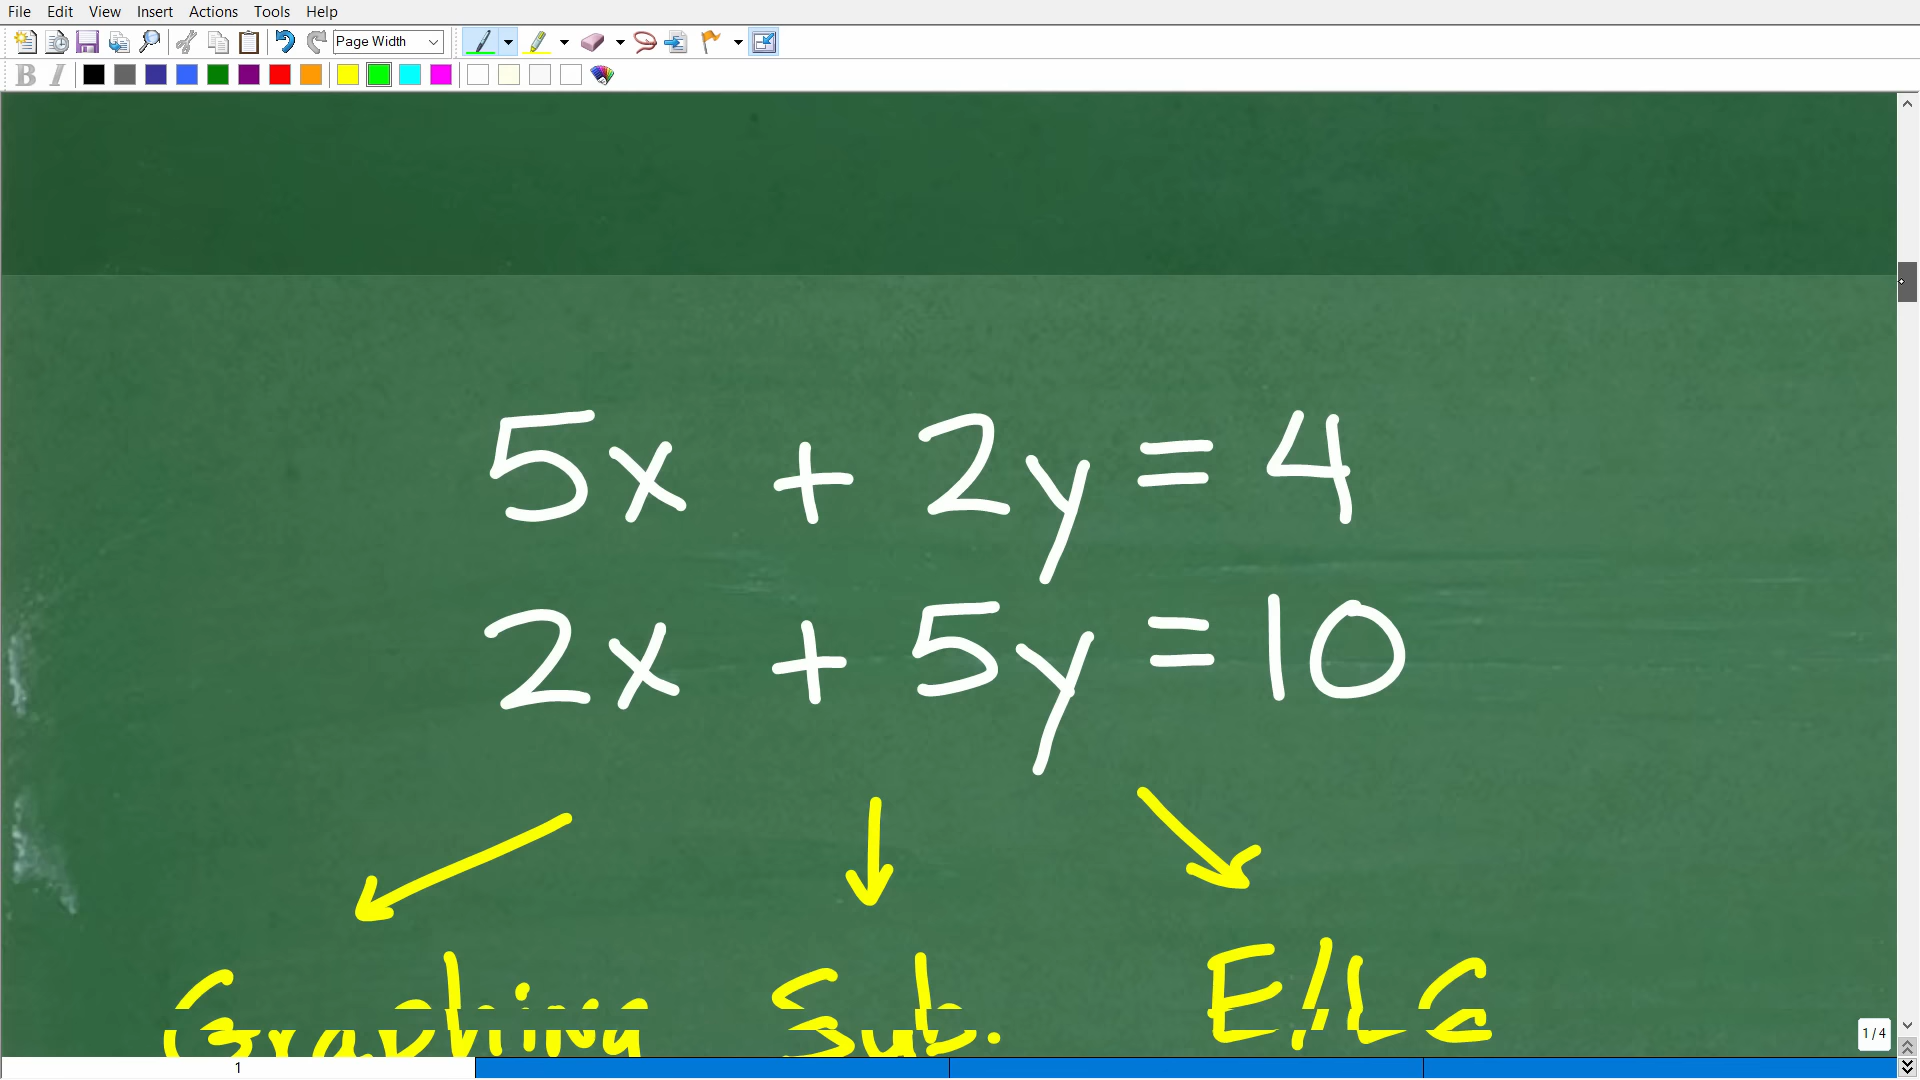 File Edit View Insert Actions Tools Help
Page Width
B I
5x + 2y = 4
2x + 5y = 10
Graphing Sub. E/LC
1 / 4
1